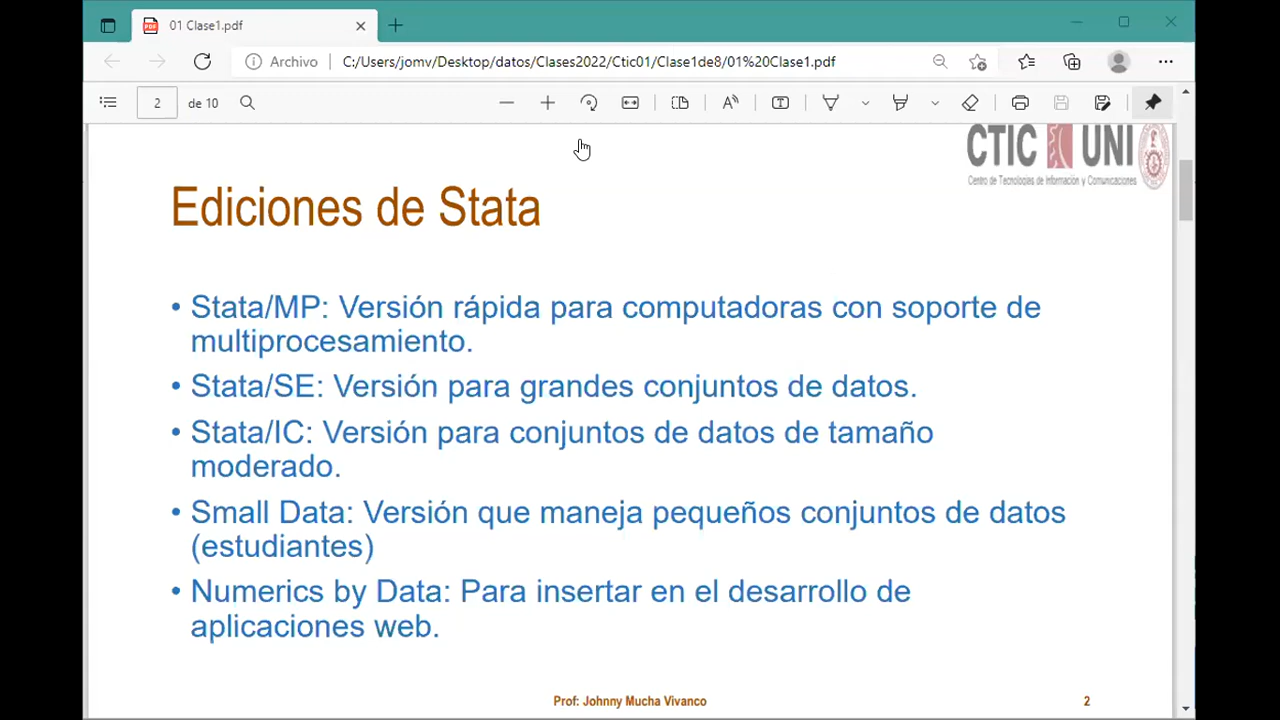 01 Clase1.pdf
Archivo
C:/Users/jomv/Desktop/datos/Clases2022/Ctic01/Clase1de8/01%20Clase1.pdf
2
de 10
CTIC UNI
Centro de Tecnologías de Información y Comunicaciones
Ediciones de Stata
• Stata/MP: Versión rápida para computadoras con soporte de
multiprocesamiento.
• Stata/SE: Versión para grandes conjuntos de datos.
• Stata/IC: Versión para conjuntos de datos de tamaño
moderado.
• Small Data: Versión que maneja pequeños conjuntos de datos
(estudiantes)
• Numerics by Data: Para insertar en el desarrollo de
aplicaciones web.
Prof: Johnny Mucha Vivanco
2